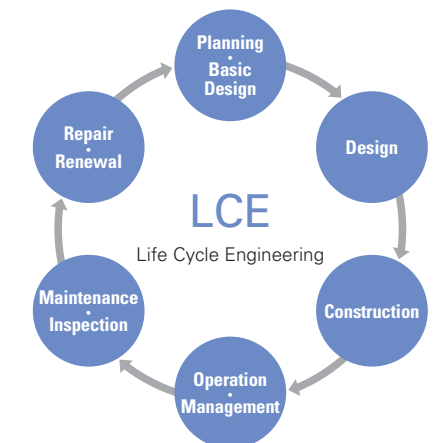 Planning
・
Basic
Design
Design
Construction
Operation
・
Management
Maintenance
・
Inspection
Repair
・
Renewal
LCE
Life Cycle Engineering